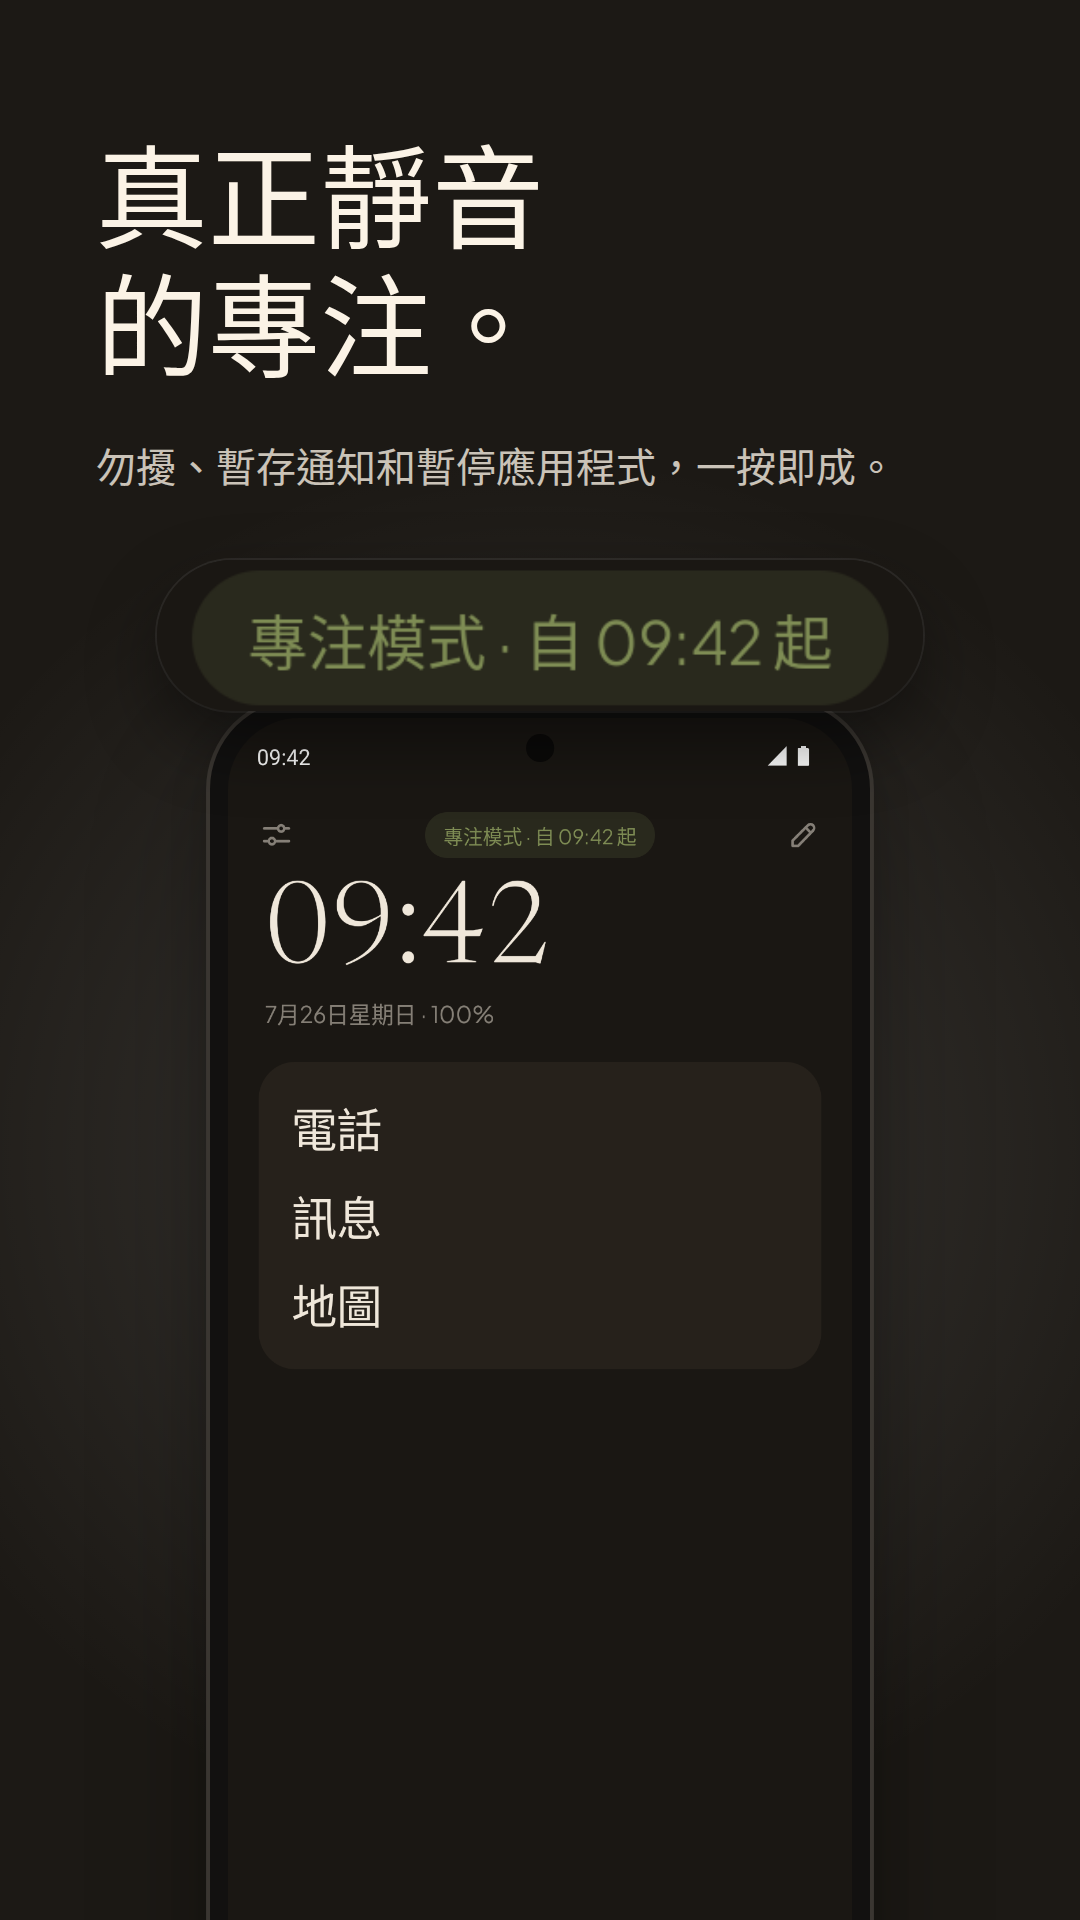 真正靜音
的專注。
勿擾、暫存通知和暫停應用程式，一按即成。
專注模式 · 自 09:42 起
09:42
專注模式 · 自 09:42 起
09:42
7月26日星期日 · 100%
電話
訊息
地圖